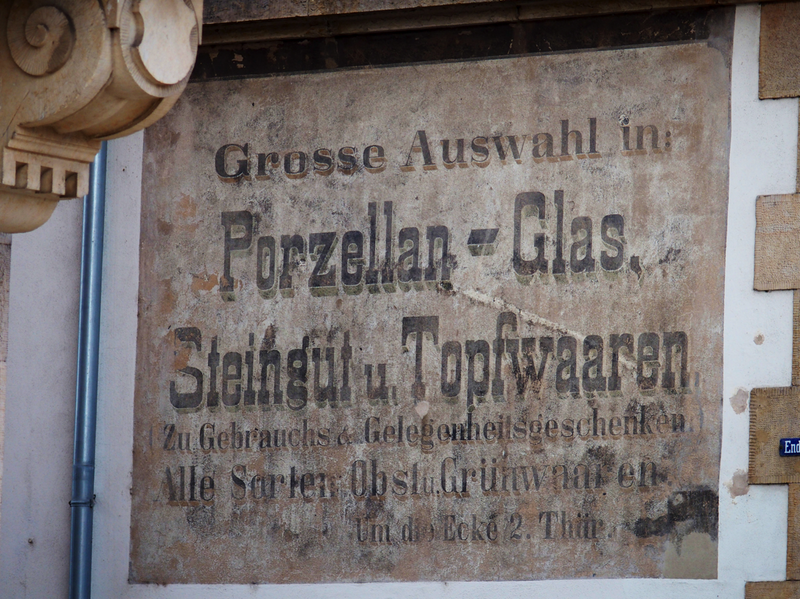 Grosse Auswahl in:
Porzellan - Glas,
Steingut u. Topfwaaren,
(Zu Gebrauchs & Gelegenheitsgeschenken.)
Alle Sorten Obst u. Grünwaaren
Um die Ecke 2. Thür.
End